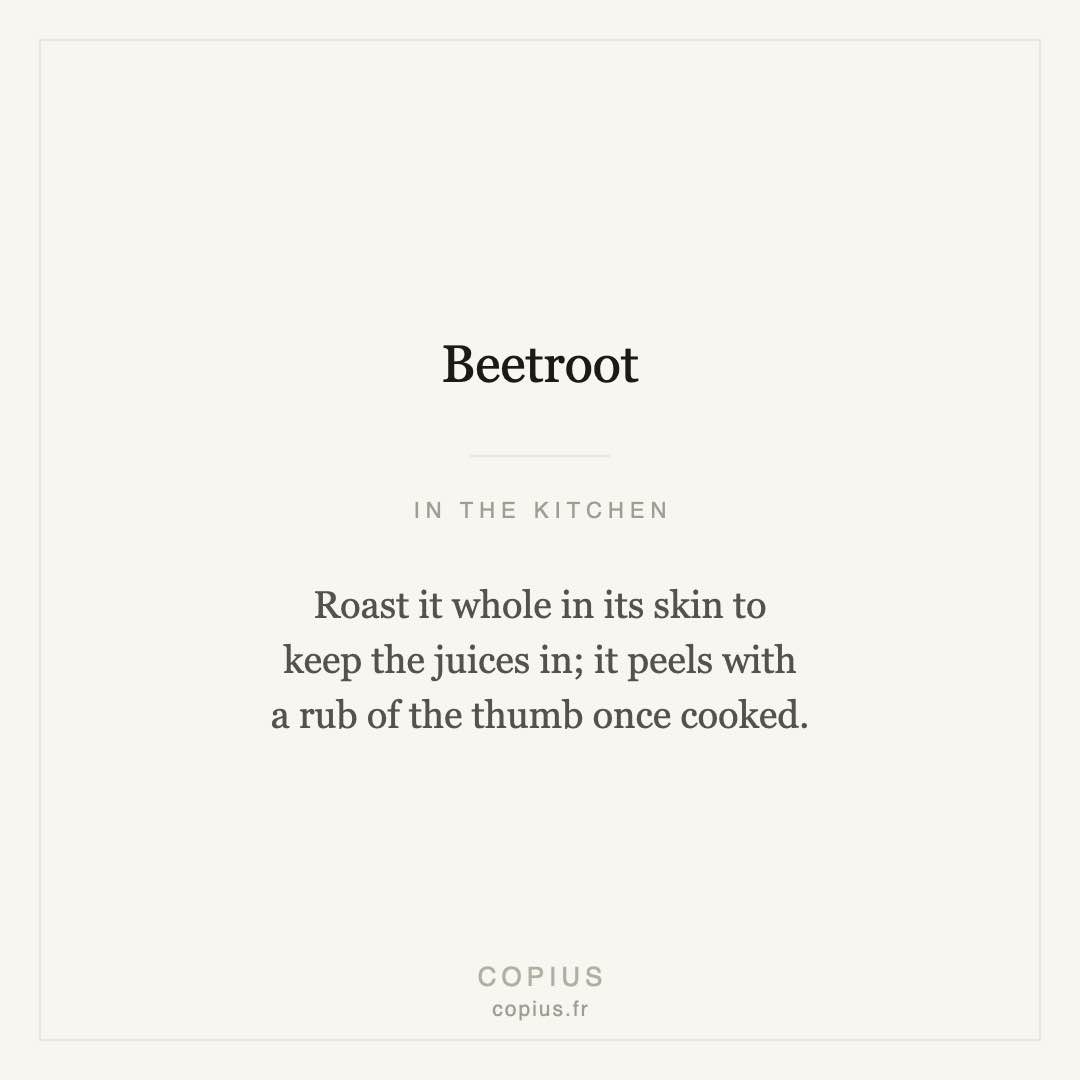 Beetroot
IN THE KITCHEN
Roast it whole in its skin to
keep the juices in; it peels with
a rub of the thumb once cooked.
COPIUS
copius.fr